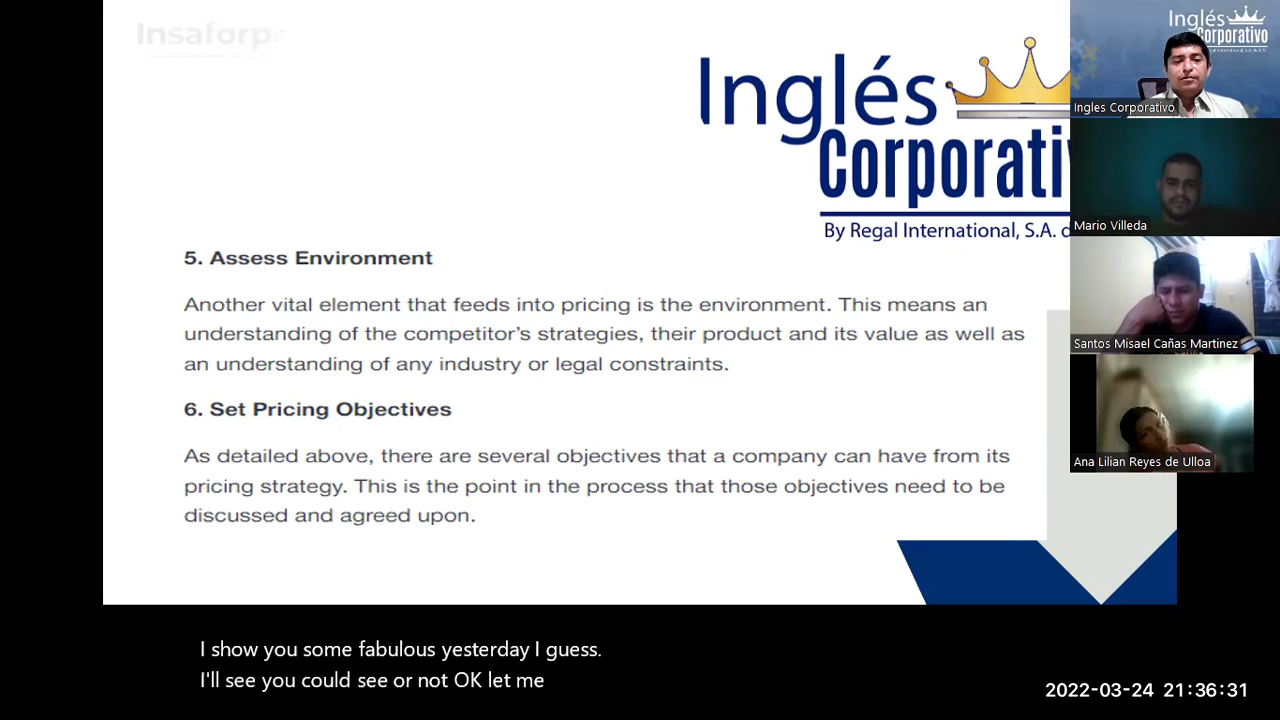 Insaforp
Inglés
Corporati
By Regal International, S.A. d
5. Assess Environment
Another vital element that feeds into pricing is the environment. This means an
understanding of the competitor's strategies, their product and its value as well as
an understanding of any industry or legal constraints.
6. Set Pricing Objectives
As detailed above, there are several objectives that a company can have from its
pricing strategy. This is the point in the process that those objectives need to be
discussed and agreed upon.
Inglés
Corporativo
Ingles Corporativo
Mario Villeda
Santos Misael Cañas Martinez
Ana Lilian Reyes de Ulloa
I show you some fabulous yesterday I guess.
I'll see you could see or not OK let me
2022-03-24 21:36:31